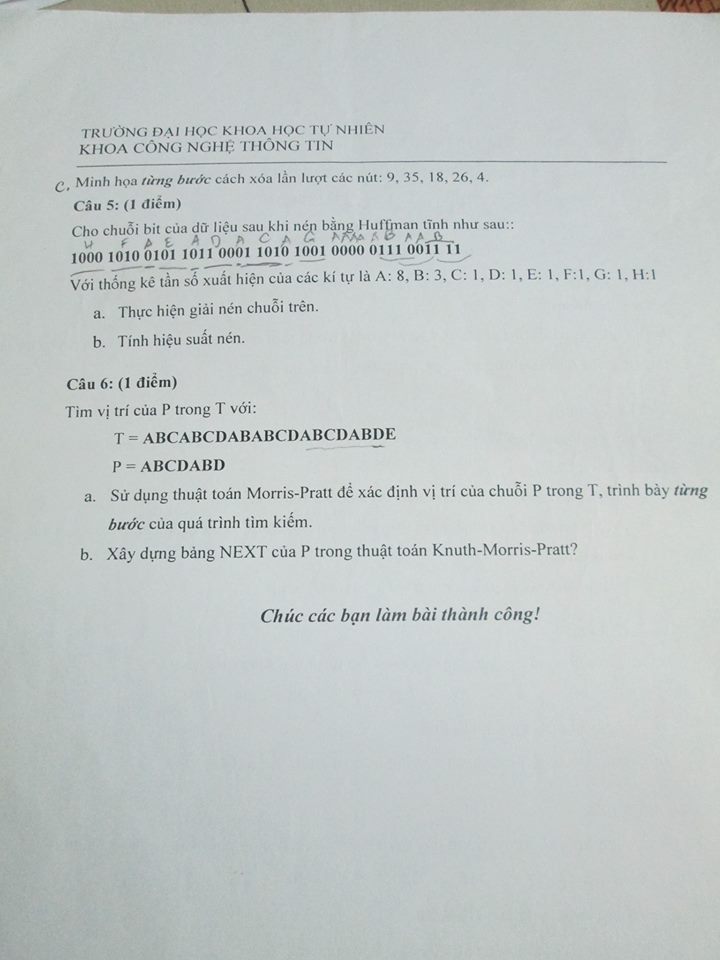 TRƯỜNG ĐẠI HỌC KHOA HỌC TỰ NHIÊN
KHOA CÔNG NGHỆ THÔNG TIN
c. Minh họa từng bước cách xóa lần lượt các nút: 9, 35, 18, 26, 4.
Câu 5: (1 điểm)
Cho chuỗi bit của dữ liệu sau khi nén bằng Huffman tĩnh như sau::
H F A E A D A C A G A A A A A B A A B
1000 1010 0101 1011 0001 1010 1001 0000 0111 0011 11
Với thống kê tần số xuất hiện của các kí tự là A: 8, B: 3, C: 1, D: 1, E: 1, F:1, G: 1, H:1
a. Thực hiện giải nén chuỗi trên.
b. Tính hiệu suất nén.
Câu 6: (1 điểm)
Tìm vị trí của P trong T với:
T = ABCABCDABABCDABCDABDE
P = ABCDABD
a. Sử dụng thuật toán Morris-Pratt để xác định vị trí của chuỗi P trong T, trình bày từng
bước của quá trình tìm kiếm.
b. Xây dựng bảng NEXT của P trong thuật toán Knuth-Morris-Pratt?
Chúc các bạn làm bài thành công!